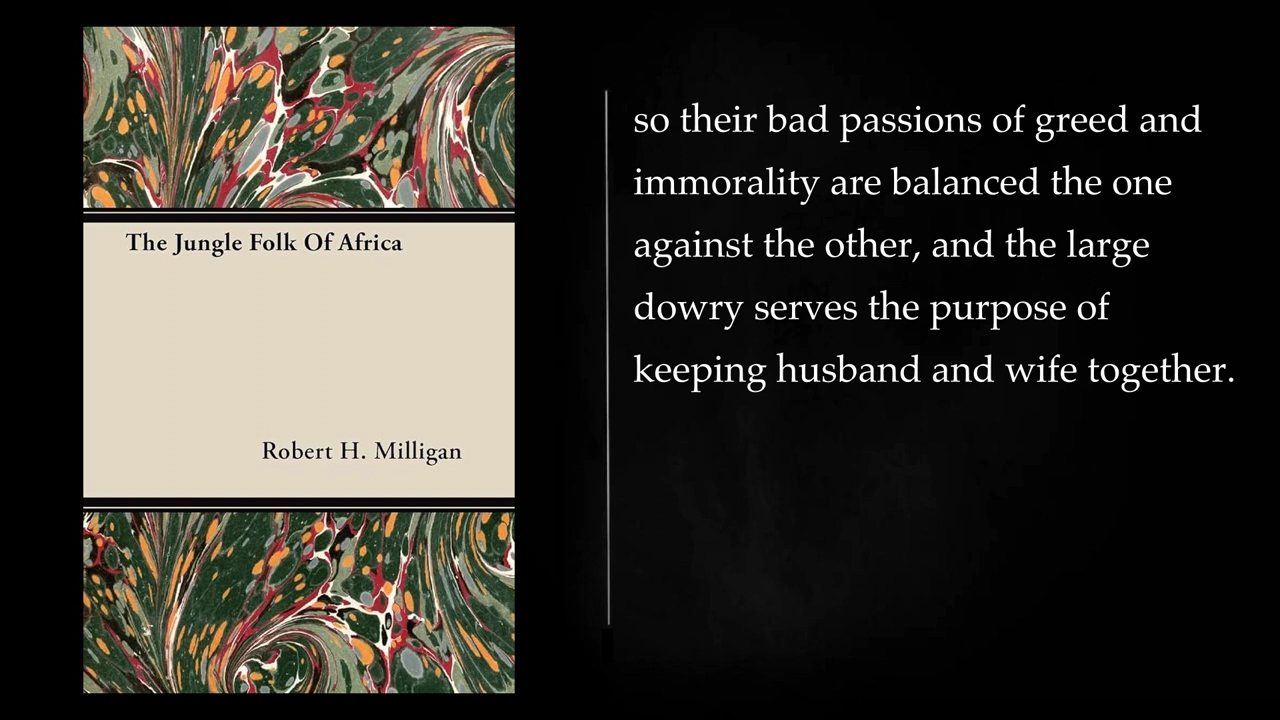 The Jungle Folk Of Africa
Robert H. Milligan
so their bad passions of greed and
immorality are balanced the one
against the other, and the large
dowry serves the purpose of
keeping husband and wife together.